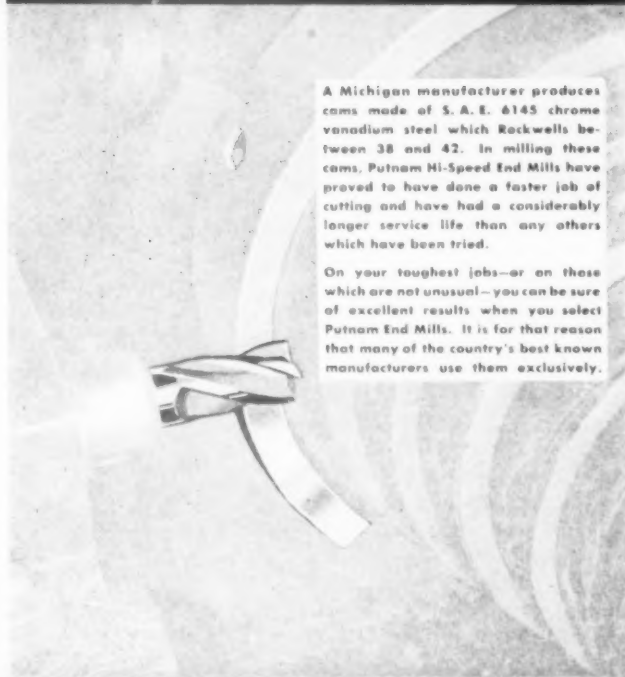 A Michigan manufacturer produces
cams made of S. A. E. 6145 chrome
vanadium steel which Rockwells be-
tween 38 and 42. In milling these
cams, Putnam Hi-Speed End Mills have
proved to have done a faster job of
cutting and have had a considerably
longer service life than any others
which have been tried.
On your toughest jobs—or on those
which are not unusual—you can be sure
of excellent results when you select
Putnam End Mills. It is for that reason
that many of the country's best known
manufacturers use them exclusively.